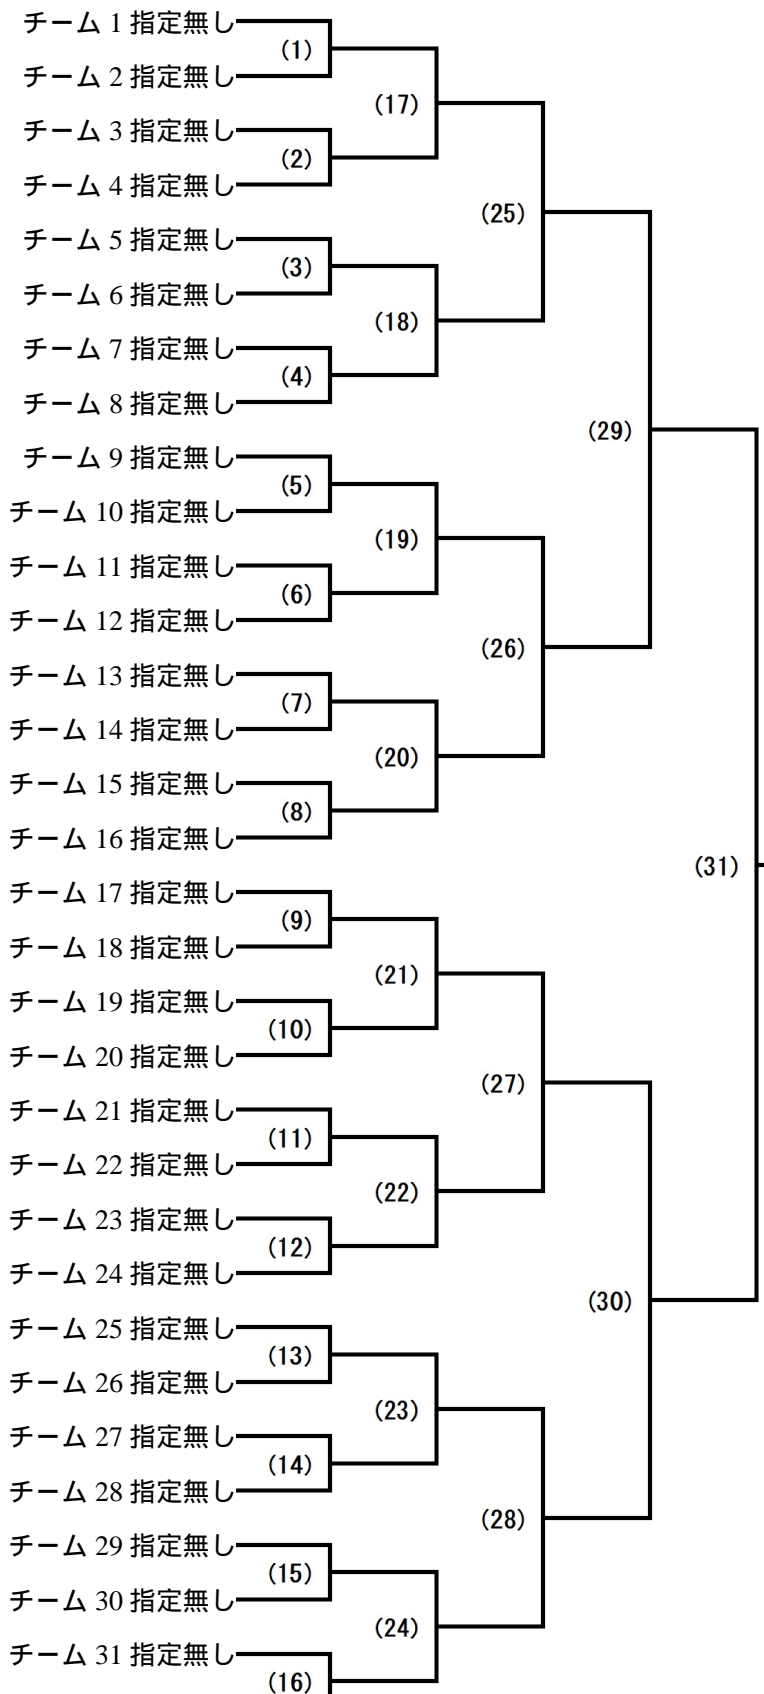 チーム 1 指定無し
(1)
チーム 2 指定無し
(17)
チーム 3 指定無し
(2)
チーム 4 指定無し
(25)
チーム 5 指定無し
(3)
チーム 6 指定無し
(18)
チーム 7 指定無し
(4)
チーム 8 指定無し
(29)
チーム 9 指定無し
(5)
チーム 10 指定無し
(19)
チーム 11 指定無し
(6)
チーム 12 指定無し
(26)
チーム 13 指定無し
(7)
チーム 14 指定無し
(20)
チーム 15 指定無し
(8)
チーム 16 指定無し
(31)
チーム 17 指定無し
(9)
チーム 18 指定無し
(21)
チーム 19 指定無し
(10)
チーム 20 指定無し
(27)
チーム 21 指定無し
(11)
チーム 22 指定無し
(22)
チーム 23 指定無し
(12)
チーム 24 指定無し
(30)
チーム 25 指定無し
(13)
チーム 26 指定無し
(23)
チーム 27 指定無し
(14)
チーム 28 指定無し
(28)
チーム 29 指定無し
(15)
チーム 30 指定無し
(24)
チーム 31 指定無し
(16)